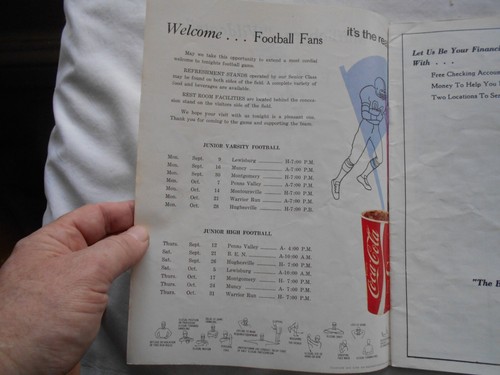 Welcome . . . Football Fans
May we take this opportunity to extend a most cordial
welcome to tonights football game.
REFRESHMENT STANDS operated by our Senior Class
may be found on both sides of the field. A complete variety of
food and beverages are available.
REST ROOM FACILITIES are located behind the concession
stand on the visitors side of the field.
We hope your visit with us tonight is a pleasant one.
Thank you for coming to the game and supporting the team.
JUNIOR VARSITY FOOTBALL
Mon. Sept. 9 Lewisburg H-7:00 P.M.
Mon. Sept. 16 Muncy A-7:00 P.M.
Mon. Sept. 30 Montgomery H-7:00 P.M.
Mon. Oct. 7 Penns Valley A-7:00 P.M.
Mon. Oct. 14 Montoursville H-7:00 P.M.
Mon. Oct. 21 Warrior Run A-7:00 P.M.
Mon. Oct. 28 Hughesville H-7:00 P.M.
JUNIOR HIGH FOOTBALL
Thurs. Sept. 12 Penns Valley A- 4:00 P.M.
Sat. Sept. 21 B.E.N. A-10:00 A.M.
Sat. Sept. 28 Hughesville H- 7:00 P.M.
Sat. Oct. 5 Lewisburg A-10:00 A.M.
Thurs. Oct. 17 Montgomery H- 7:00 P.M.
Thurs. Oct. 24 Muncy A- 7:00 P.M.
Thurs. Oct. 31 Warrior Run H- 7:00 P.M.
it's the re
Coca-Cola
Let Us Be Your Financi
With . . . .
Free Checking Accou
Money To Help You
Two Locations To Se
"The B